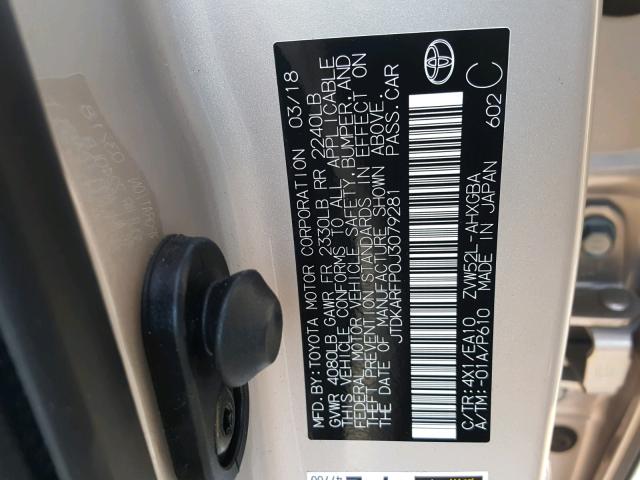 MFD.BY:TOYOTA MOTOR CORPORATION 03/18
GVWR 4080LB GAWR FR 2330LB RR 2240LB
THIS VEHICLE CONFORMS TO ALL APPLICABLE
FEDERAL MOTOR VEHICLE SAFETY, BUMPER, AND
THEFT PREVENTION STANDARDS IN EFFECT ON
THE DATE OF MANUFACTURE SHOWN ABOVE.
JTDKARFP0J3079281 PASS.CAR
C/TR:4X1/EA10 ZVW52L-AHXGBA
A/TM:-01A/P610 MADE IN JAPAN 602 C